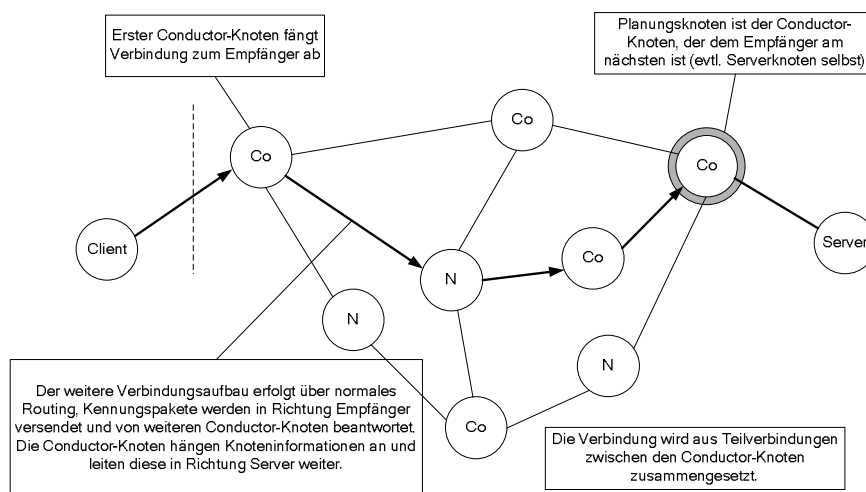 Erster Conductor-Knoten fängt
Verbindung zum Empfänger ab
Planungsknoten ist der Conductor-
Knoten, der dem Empfänger am
nächsten ist (evtl. Serverknoten selbst)
Co
Co
Co
Client
Co
Server
N
N
N
Co
Der weitere Verbindungsaufbau erfolgt über normales
Routing, Kennungspakete werden in Richtung Empfänger
versendet und von weiteren Conductor-Knoten beantwortet.
Die Conductor-Knoten hängen Knoteninformationen an und
leiten diese in Richtung Server weiter.
Die Verbindung wird aus Teilverbindungen
zwischen den Conductor-Knoten
zusammengesetzt.